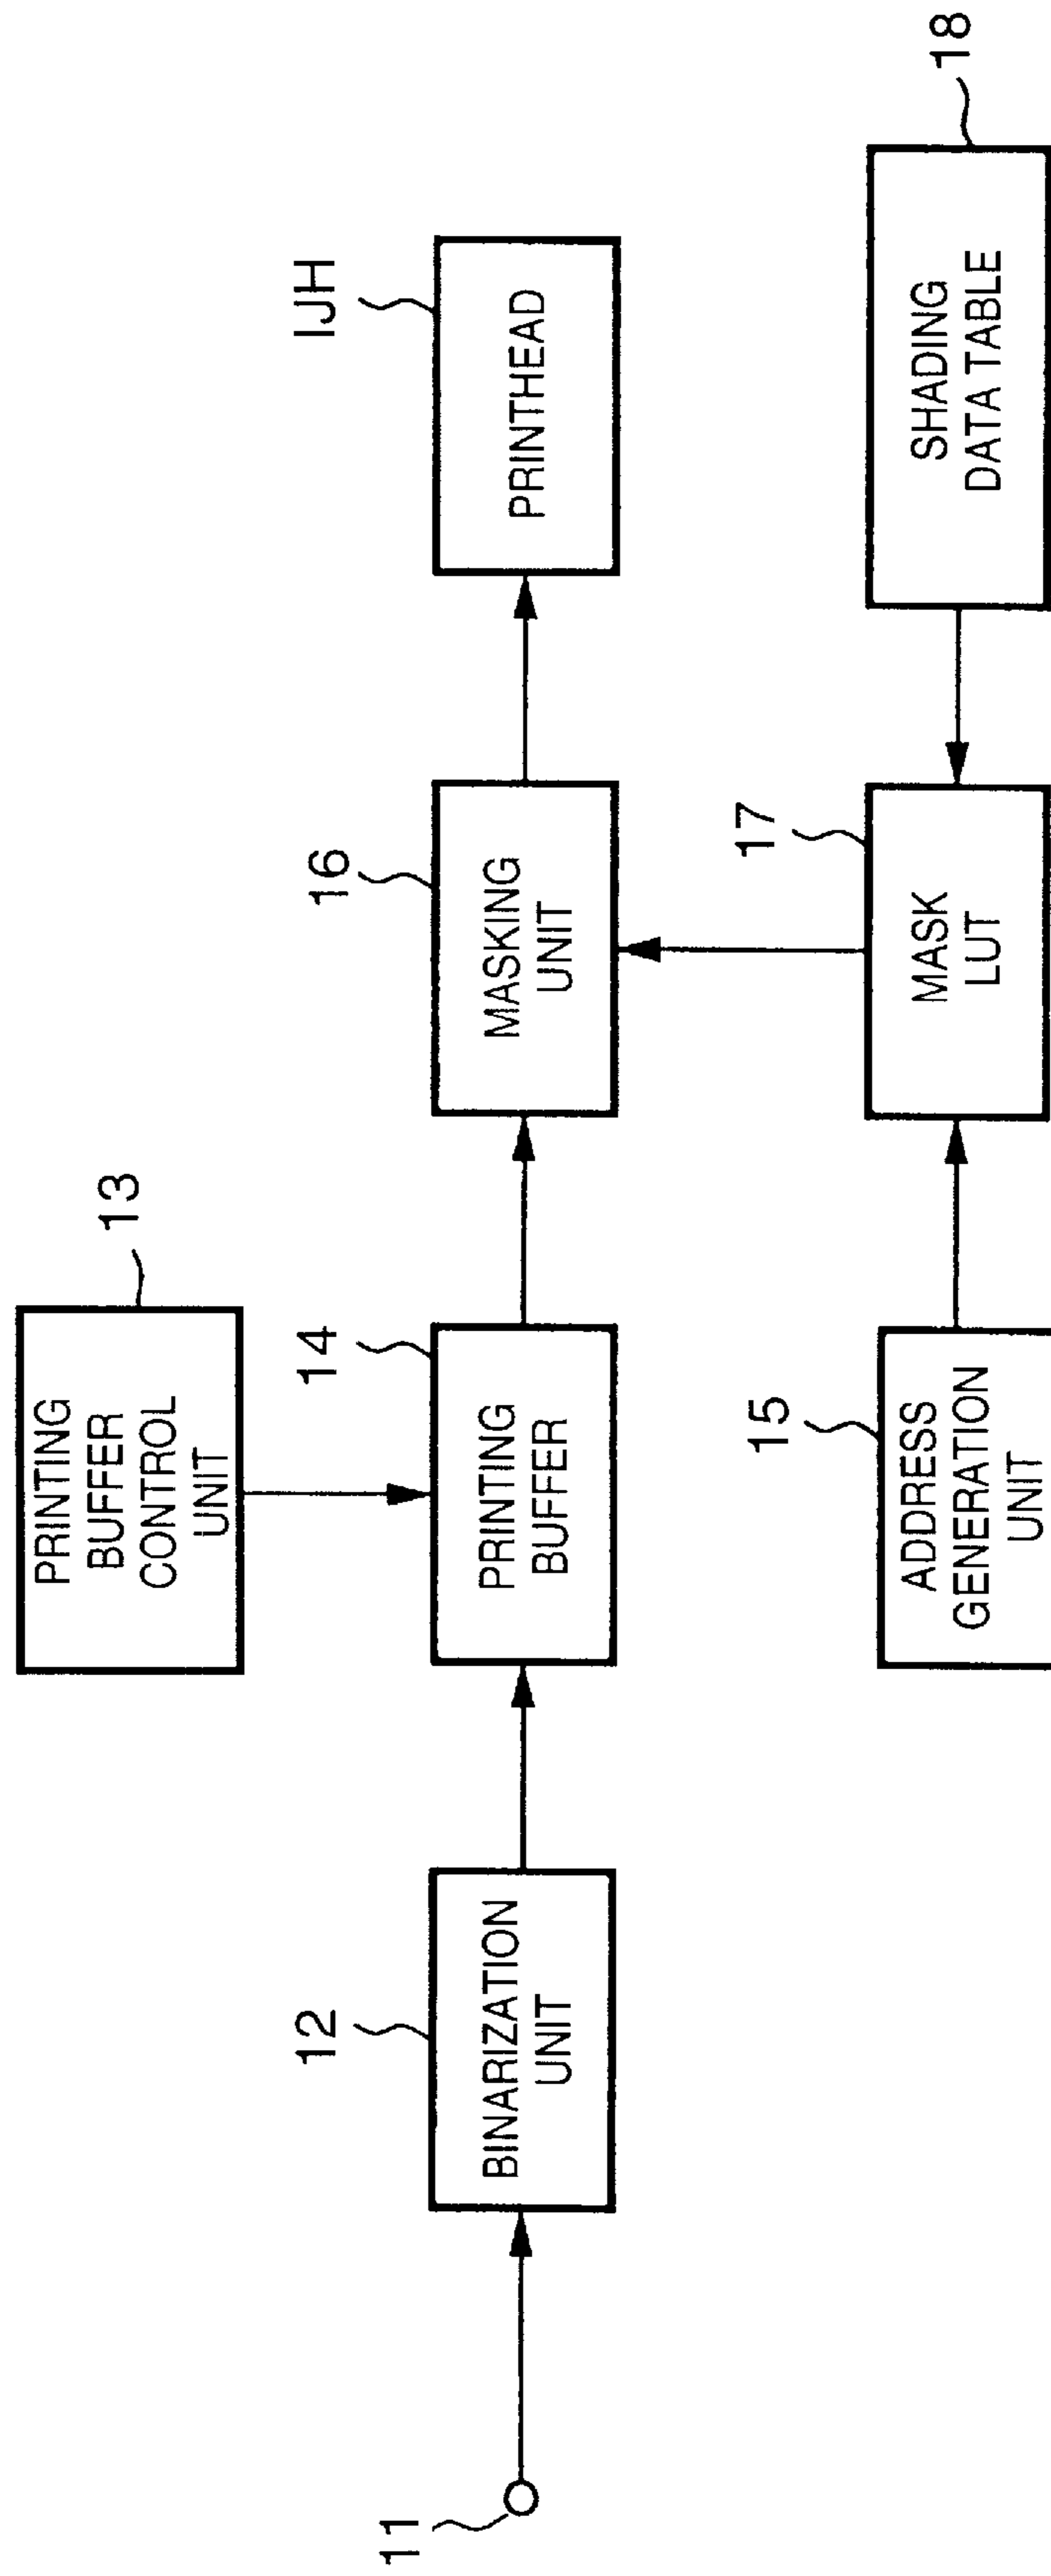 13
PRINTING
BUFFER
CONTROL
UNIT
11
12
BINARIZATION
UNIT
14
PRINTING
BUFFER
16
MASKING
UNIT
IJH
PRINTHEAD
15
ADDRESS
GENERATION
UNIT
17
MASK
LUT
18
SHADING
DATA TABLE